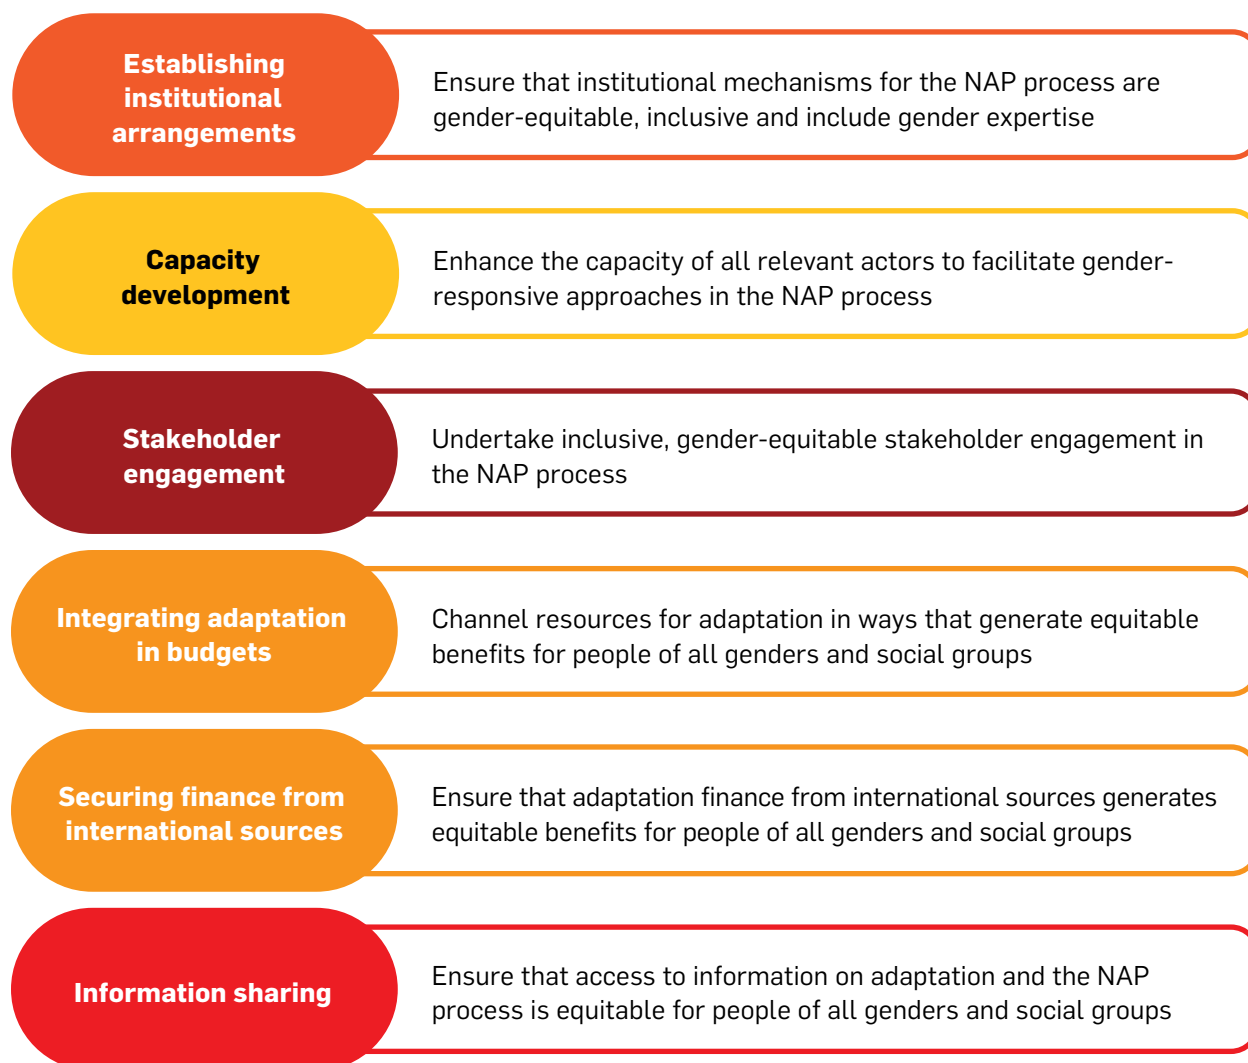 Establishing
institutional
arrangements
Ensure that institutional mechanisms for the NAP process are
gender-equitable, inclusive and include gender expertise
Capacity
development
Enhance the capacity of all relevant actors to facilitate gender-
responsive approaches in the NAP process
Stakeholder
engagement
Undertake inclusive, gender-equitable stakeholder engagement in
the NAP process
Integrating adaptation
in budgets
Channel resources for adaptation in ways that generate equitable
benefits for people of all genders and social groups
Securing finance from
international sources
Ensure that adaptation finance from international sources generates
equitable benefits for people of all genders and social groups
Information sharing
Ensure that access to information on adaptation and the NAP
process is equitable for people of all genders and social groups